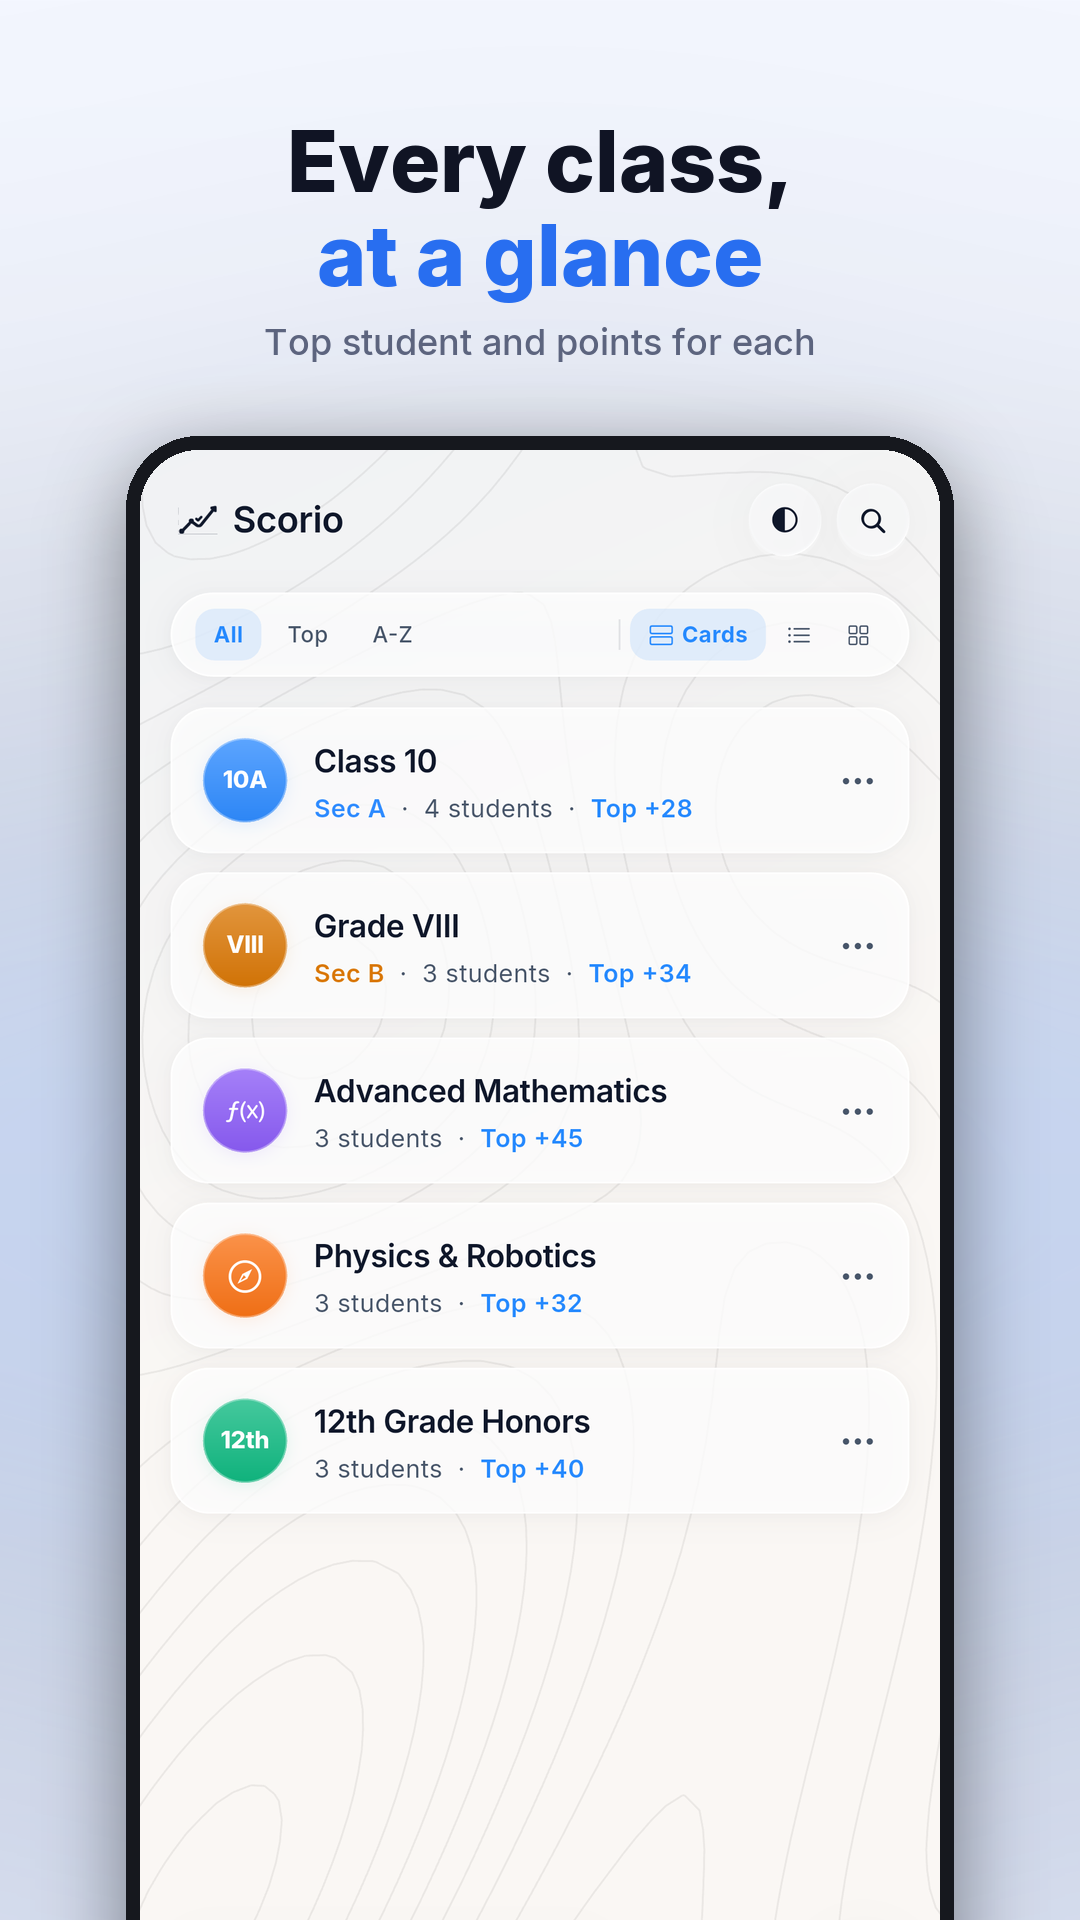 Every class,
at a glance
Top student and points for each
Scorio
All Top A-Z Cards
10A
Class 10
Sec A · 4 students · Top +28
VIII
Grade VIII
Sec B · 3 students · Top +34
ƒ(x)
Advanced Mathematics
3 students · Top +45
Physics & Robotics
3 students · Top +32
12th
12th Grade Honors
3 students · Top +40